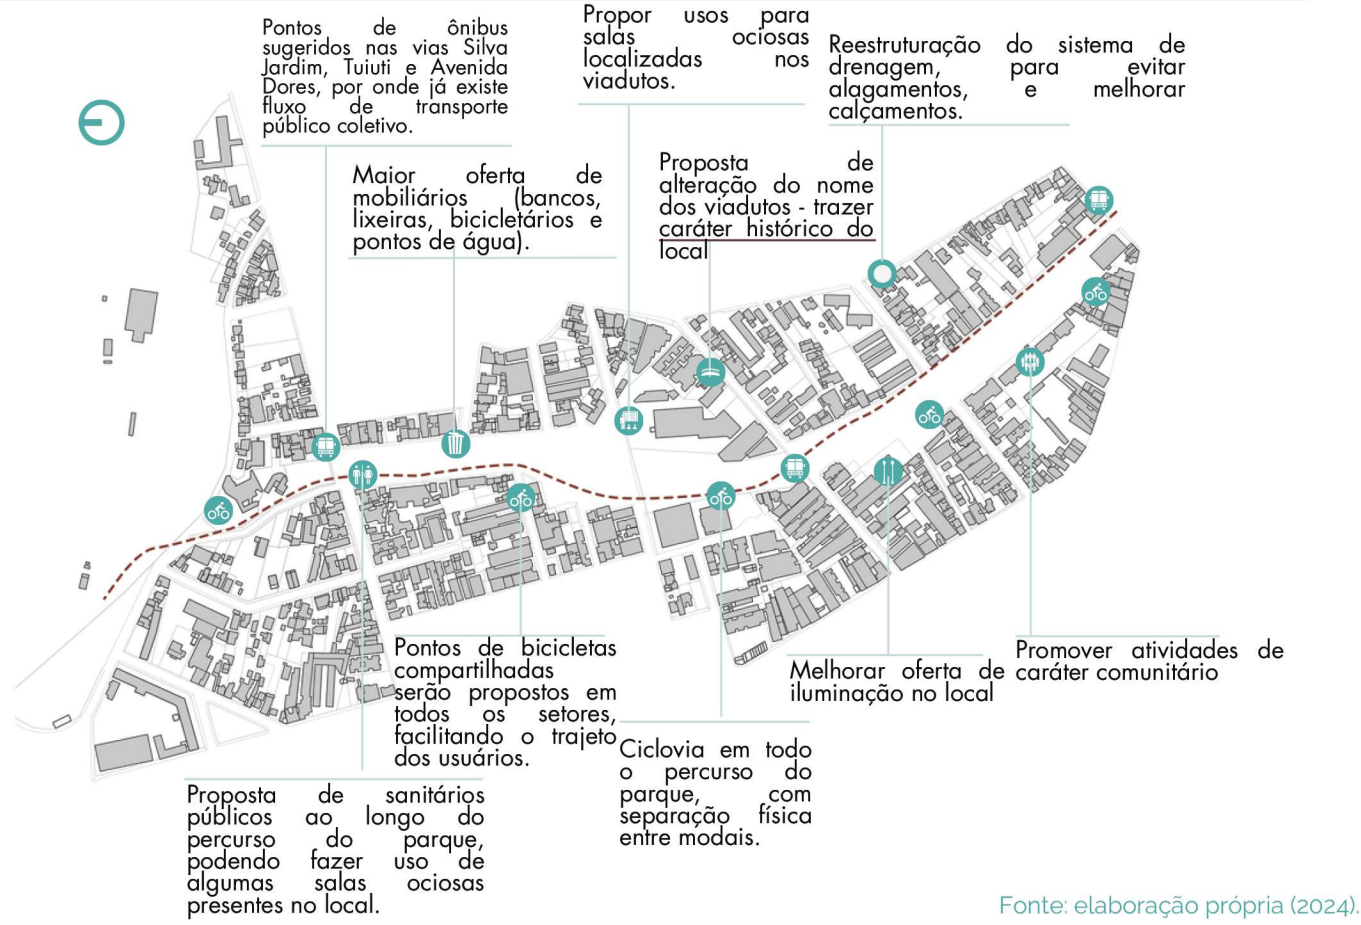 Pontos de ônibus
sugeridos nas vias Silva
Jardim, Tuiuti e Avenida
Dores, por onde já existe
fluxo de transporte
público coletivo.
Maior oferta de
mobiliários (bancos,
lixeiras, bicicletários e
pontos de água).
Propor usos para
salas ociosas
localizadas nos
viadutos.
Proposta de
alteração do nome
dos viadutos - trazer
caráter histórico do
local
Reestruturação do sistema de
drenagem, para evitar
alagamentos, e melhorar
calçamentos.
Pontos de bicicletas
compartilhadas
serão propostos em
todos os setores,
facilitando o trajeto
dos usuários.
Proposta de sanitários
públicos ao longo do
percurso do parque,
podendo fazer uso de
algumas salas ociosas
presentes no local.
Ciclovia em todo
o percurso do
parque, com
separação física
entre modais.
Melhorar oferta de
iluminação no local
Promover atividades de
caráter comunitário
Fonte: elaboração própria (2024).